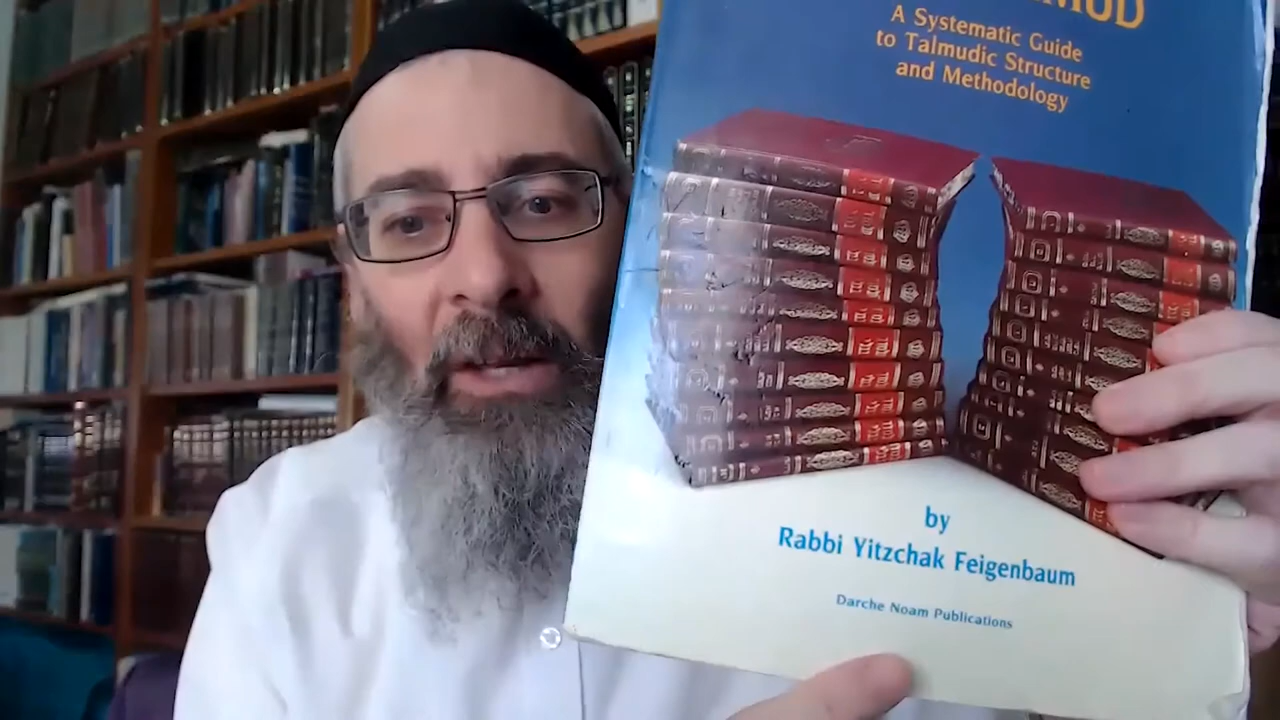 A Systematic Guide
to Talmudic Structure
and Methodology
by
Rabbi Yitzchak Feigenbaum
Darche Noam Publications